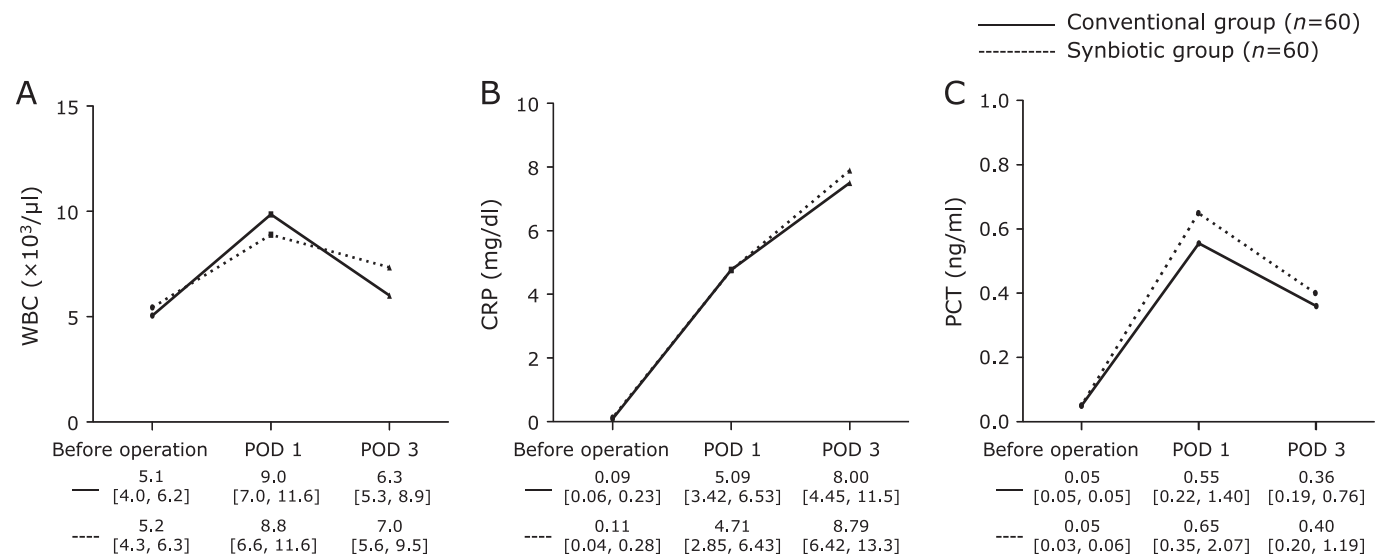 Conventional group (n=60)
Synbiotic group (n=60)
A
WBC (×10³/μl)
15
10
5
0
Before operation POD 1 POD 3
5.1 9.0 6.3
[4.0, 6.2] [7.0, 11.6] [5.3, 8.9]
5.2 8.8 7.0
[4.3, 6.3] [6.6, 11.6] [5.6, 9.5]
B
CRP (mg/dl)
10
8
6
4
2
0
Before operation POD 1 POD 3
0.09 5.09 8.00
[0.06, 0.23] [3.42, 6.53] [4.45, 11.5]
0.11 4.71 8.79
[0.04, 0.28] [2.85, 6.43] [6.42, 13.3]
C
PCT (ng/ml)
1.0
0.8
0.6
0.4
0.2
0.0
Before operation POD 1 POD 3
0.05 0.55 0.36
[0.05, 0.05] [0.22, 1.40] [0.19, 0.76]
0.05 0.65 0.40
[0.03, 0.06] [0.35, 2.07] [0.20, 1.19]